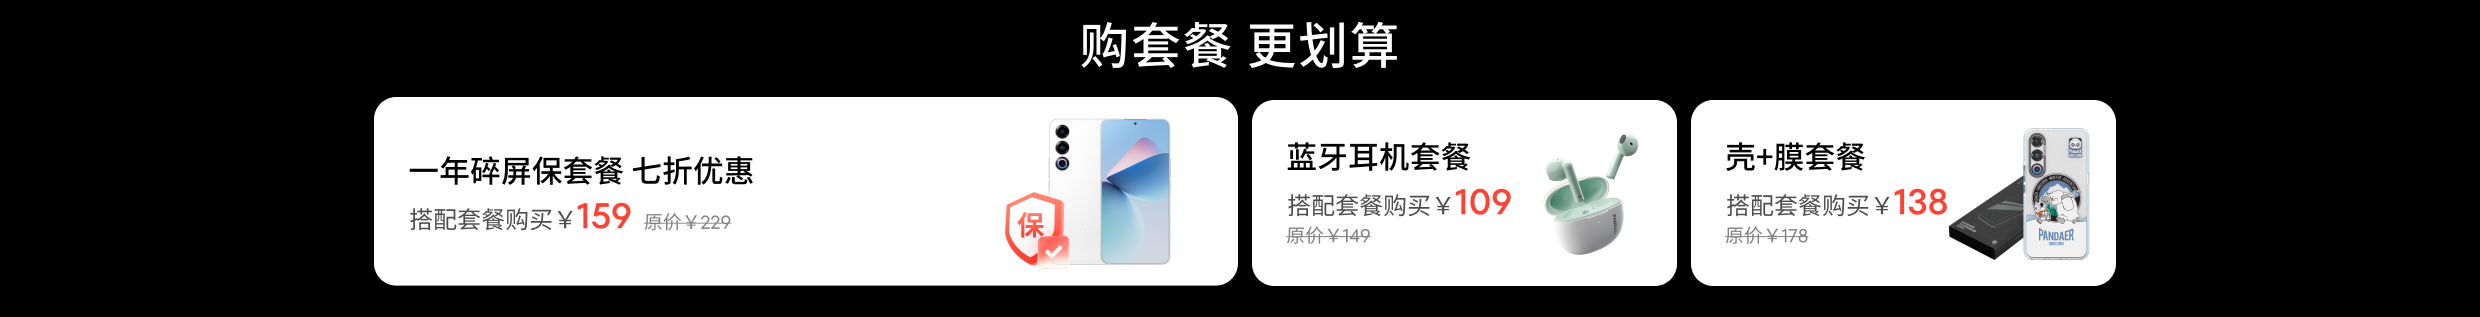 购套餐 更划算
一年碎屏保套餐 七折优惠
搭配套餐购买￥159 原价￥229
保
蓝牙耳机套餐
搭配套餐购买￥109
原价￥149
壳+膜套餐
搭配套餐购买￥138
原价￥178
PANDAER